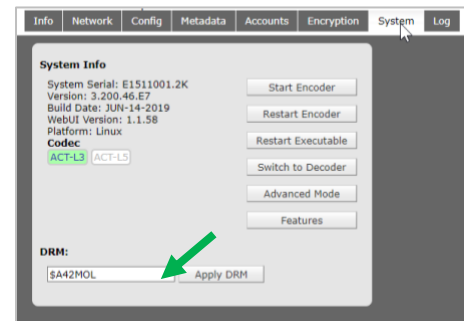 Info Network Config Metadata Accounts Encryption System Log
System Info
System Serial: E1511001.2K
Version: 3.200.46.E7
Build Date: JUN-14-2019
WebUI Version: 1.1.58
Platform: Linux
Codec
ACT-L3 ACT-L5
Start Encoder
Restart Encoder
Restart Executable
Switch to Decoder
Advanced Mode
Features
DRM:
$A42MOL Apply DRM